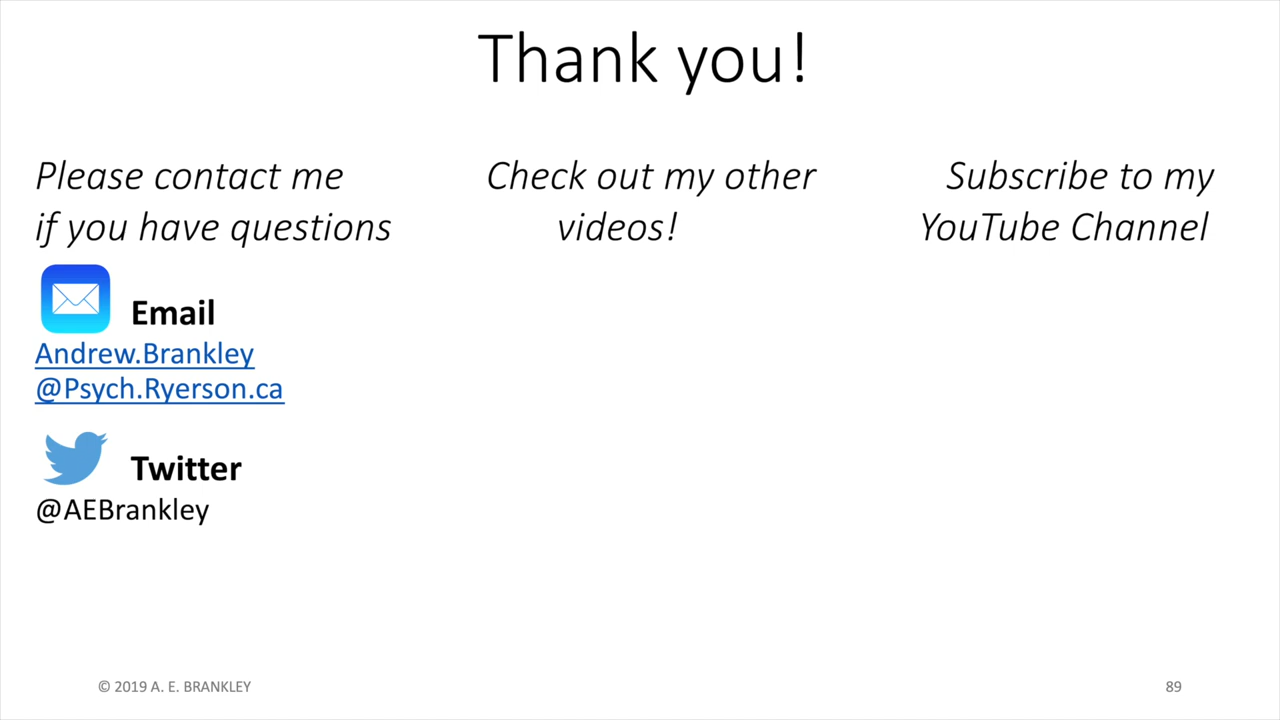 Thank you!
Please contact me
if you have questions
Email
Andrew.Brankley
@Psych.Ryerson.ca
Twitter
@AEBrankley
Check out my other
videos!
Subscribe to my
YouTube Channel
© 2019 A. E. BRANKLEY
89